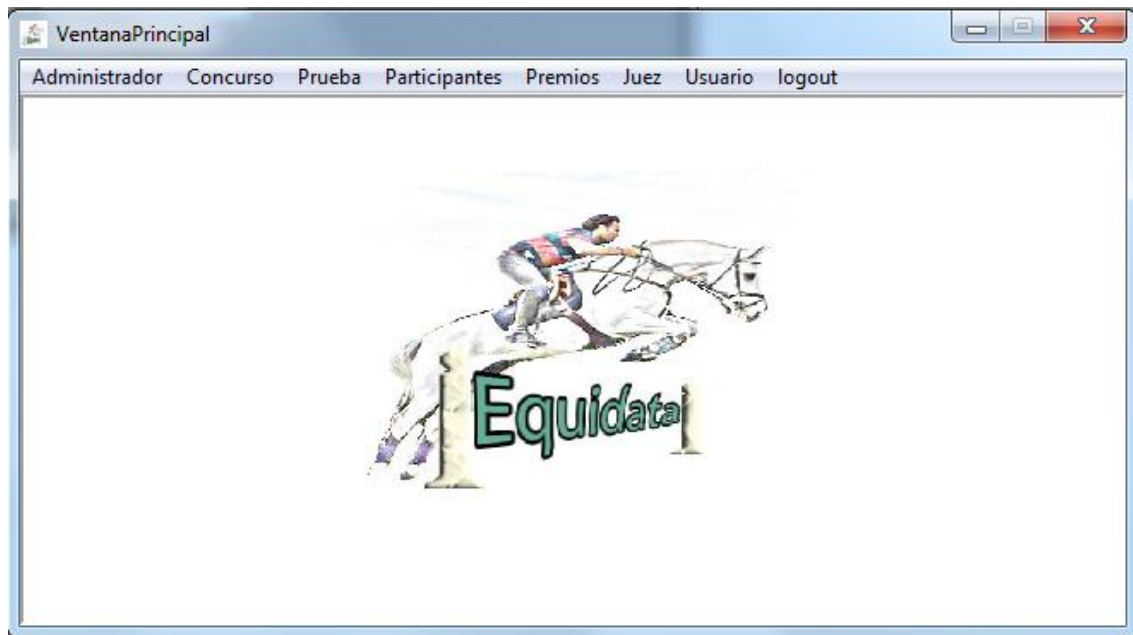 VentanaPrincipal
Administrador Concurso Prueba Participantes Premios Juez Usuario logout
Equidata